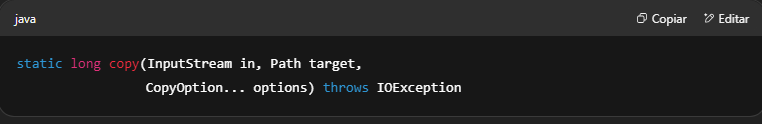 java Copiar Editar
static long copy(InputStream in, Path target,
CopyOption... options) throws IOException